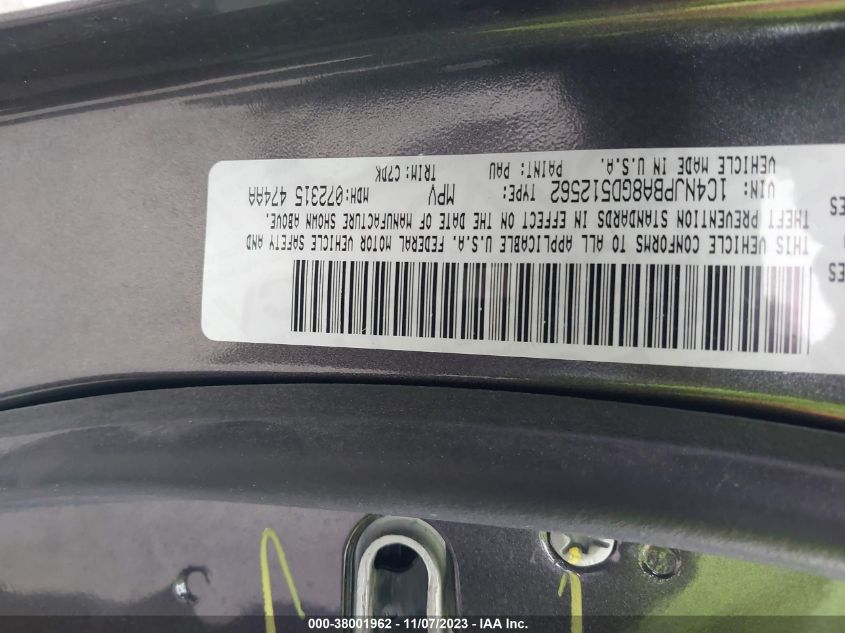 THIS VEHICLE CONFORMS TO ALL APPLICABLE U.S.A. FEDERAL MOTOR VEHICLE SAFETY AND
THEFT PREVENTION STANDARDS IN EFFECT ON THE DATE OF MANUFACTURE SHOWN ABOVE.
VIN: 1C4NJPBA8GD512562 TYPE: MPV MDH:072315 474AA
VEHICLE MADE IN U.S.A. PAINT: PAU TRIM: C7DK
000-38001962 - 11/07/2023 - IAA Inc.